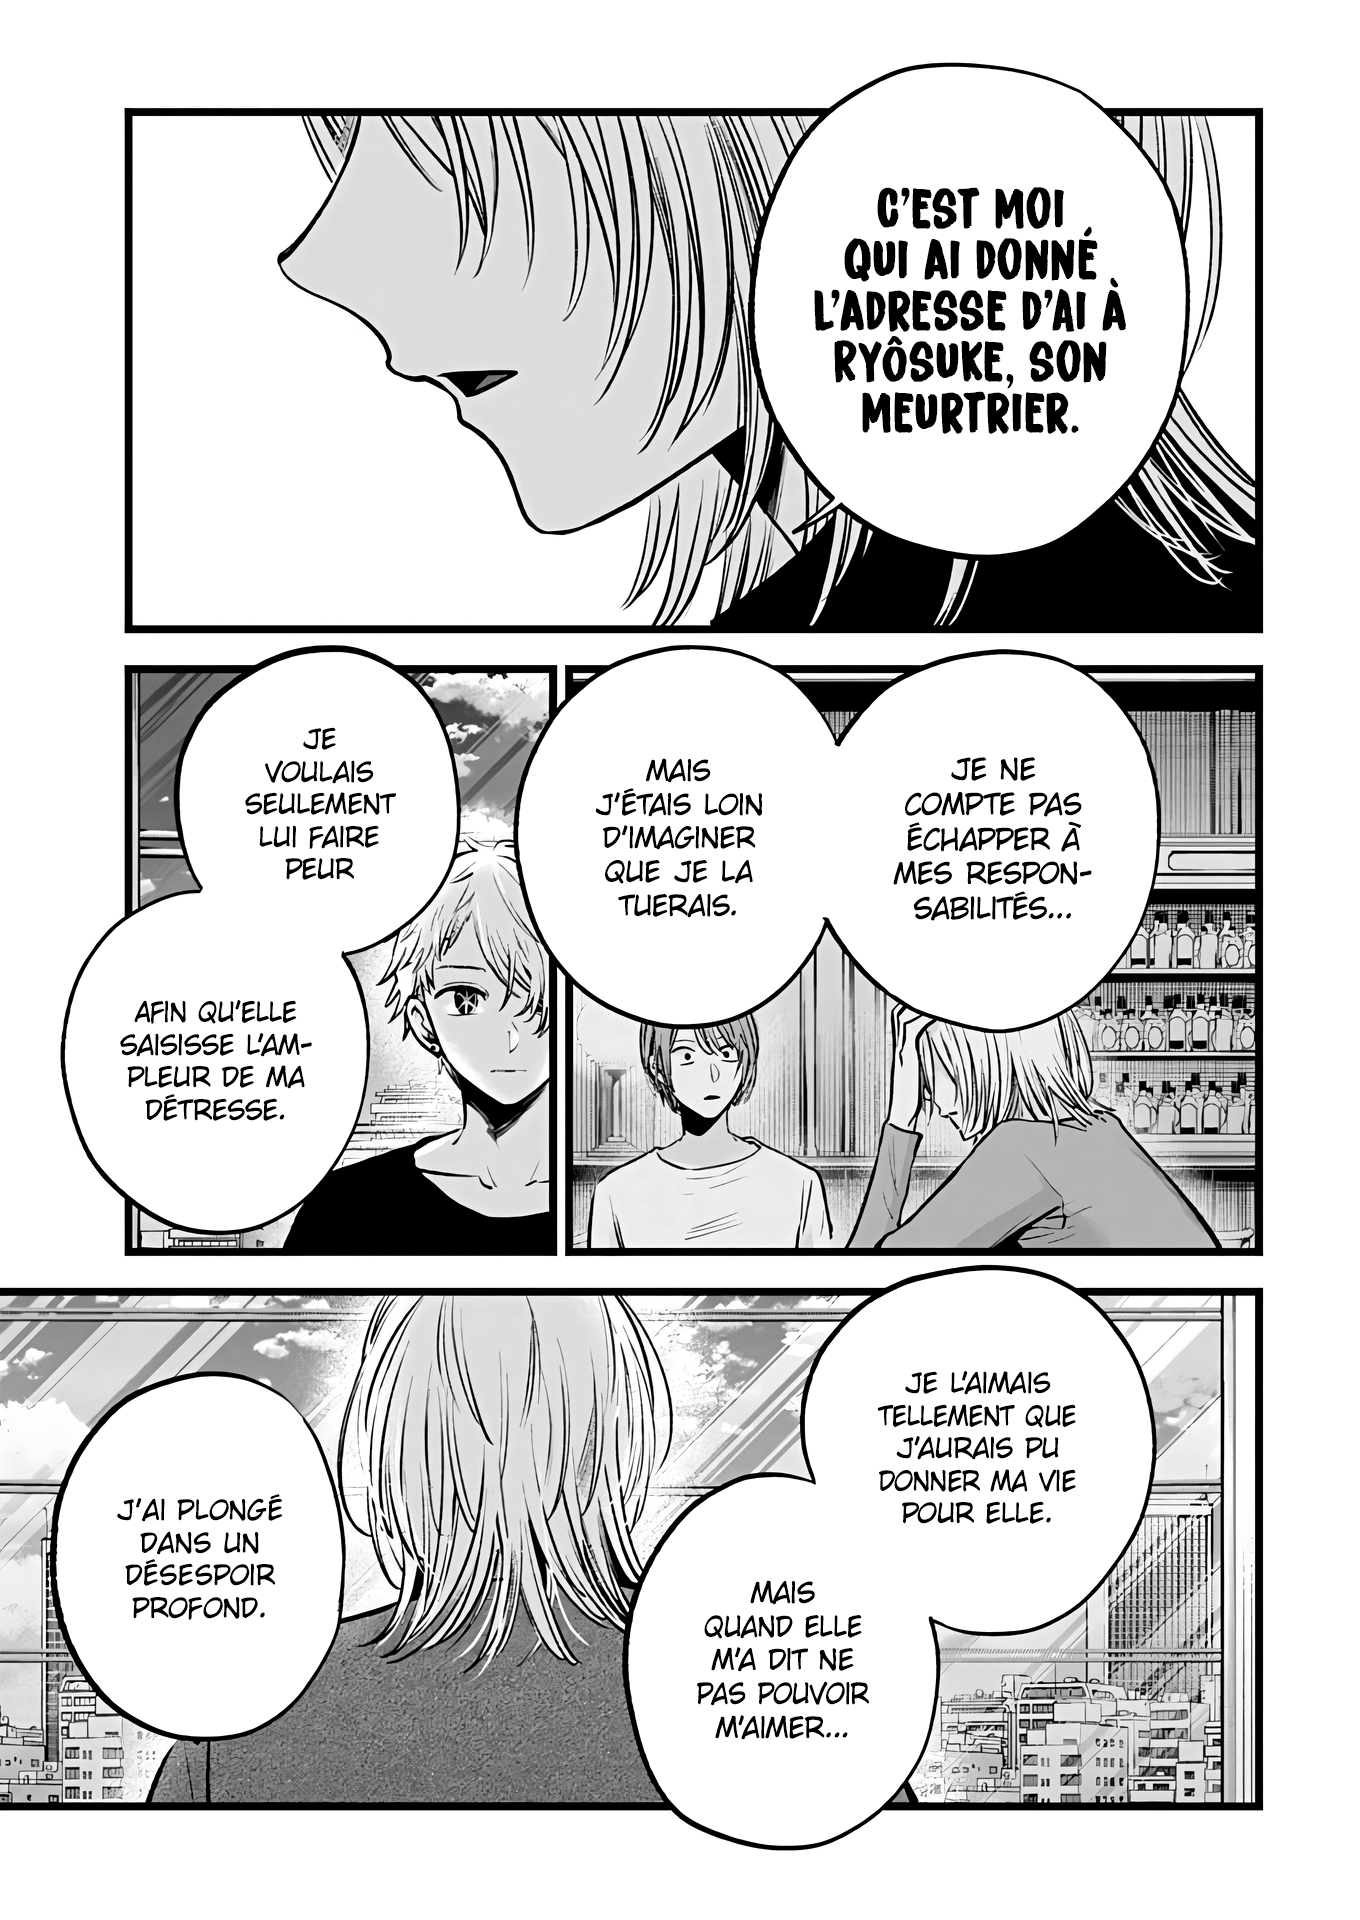 C'EST MOI
QUI AI DONNÉ
L'ADRESSE D'AI À
RYÔSUKE, SON
MEURTRIER.
JE NE
COMPTE PAS
ÉCHAPPER À
MES RESPON-
SABILITÉS...
MAIS
J'ÉTAIS LOIN
D'IMAGINER
QUE JE LA
TUERAIS.
JE
VOULAIS
SEULEMENT
LUI FAIRE
PEUR
AFIN QU'ELLE
SAISISSE L'AM-
PLEUR DE MA
DÉTRESSE.
JE L'AIMAIS
TELLEMENT QUE
J'AURAIS PU
DONNER MA VIE
POUR ELLE.
MAIS
QUAND ELLE
M'A DIT NE
PAS POUVOIR
M'AIMER...
J'AI PLONGÉ
DANS UN
DÉSESPOIR
PROFOND.